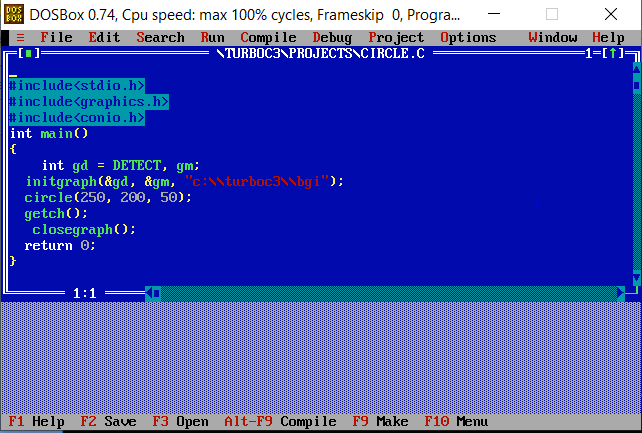 DOS BOX DOSBox 0.74, Cpu speed: max 100% cycles, Frameskip  0, Progra...
≡ File Edit Search Run Compile Debug Project Options Window Help
[■] \TURBOC3\PROJECTS\CIRCLE.C 1=[↑]
#include<stdio.h>
#include<graphics.h>
#include<conio.h>
int main()
{
    int gd = DETECT, gm;
  initgraph(&gd, &gm, "c:\\turboc3\\bgi");
  circle(250, 200, 50);
  getch();
   closegraph();
  return 0;
}
1:1
F1 Help F2 Save F3 Open Alt-F9 Compile F9 Make F10 Menu